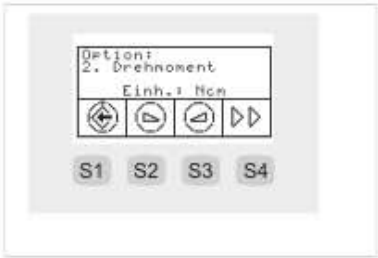 Option:
2. Drehmoment
Einh.: Ncm
S1 S2 S3 S4